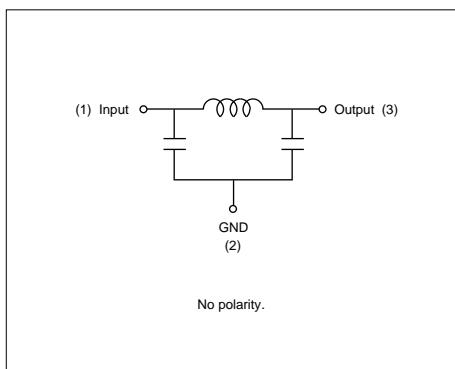 (1) Input
Output (3)
GND
(2)
No polarity.